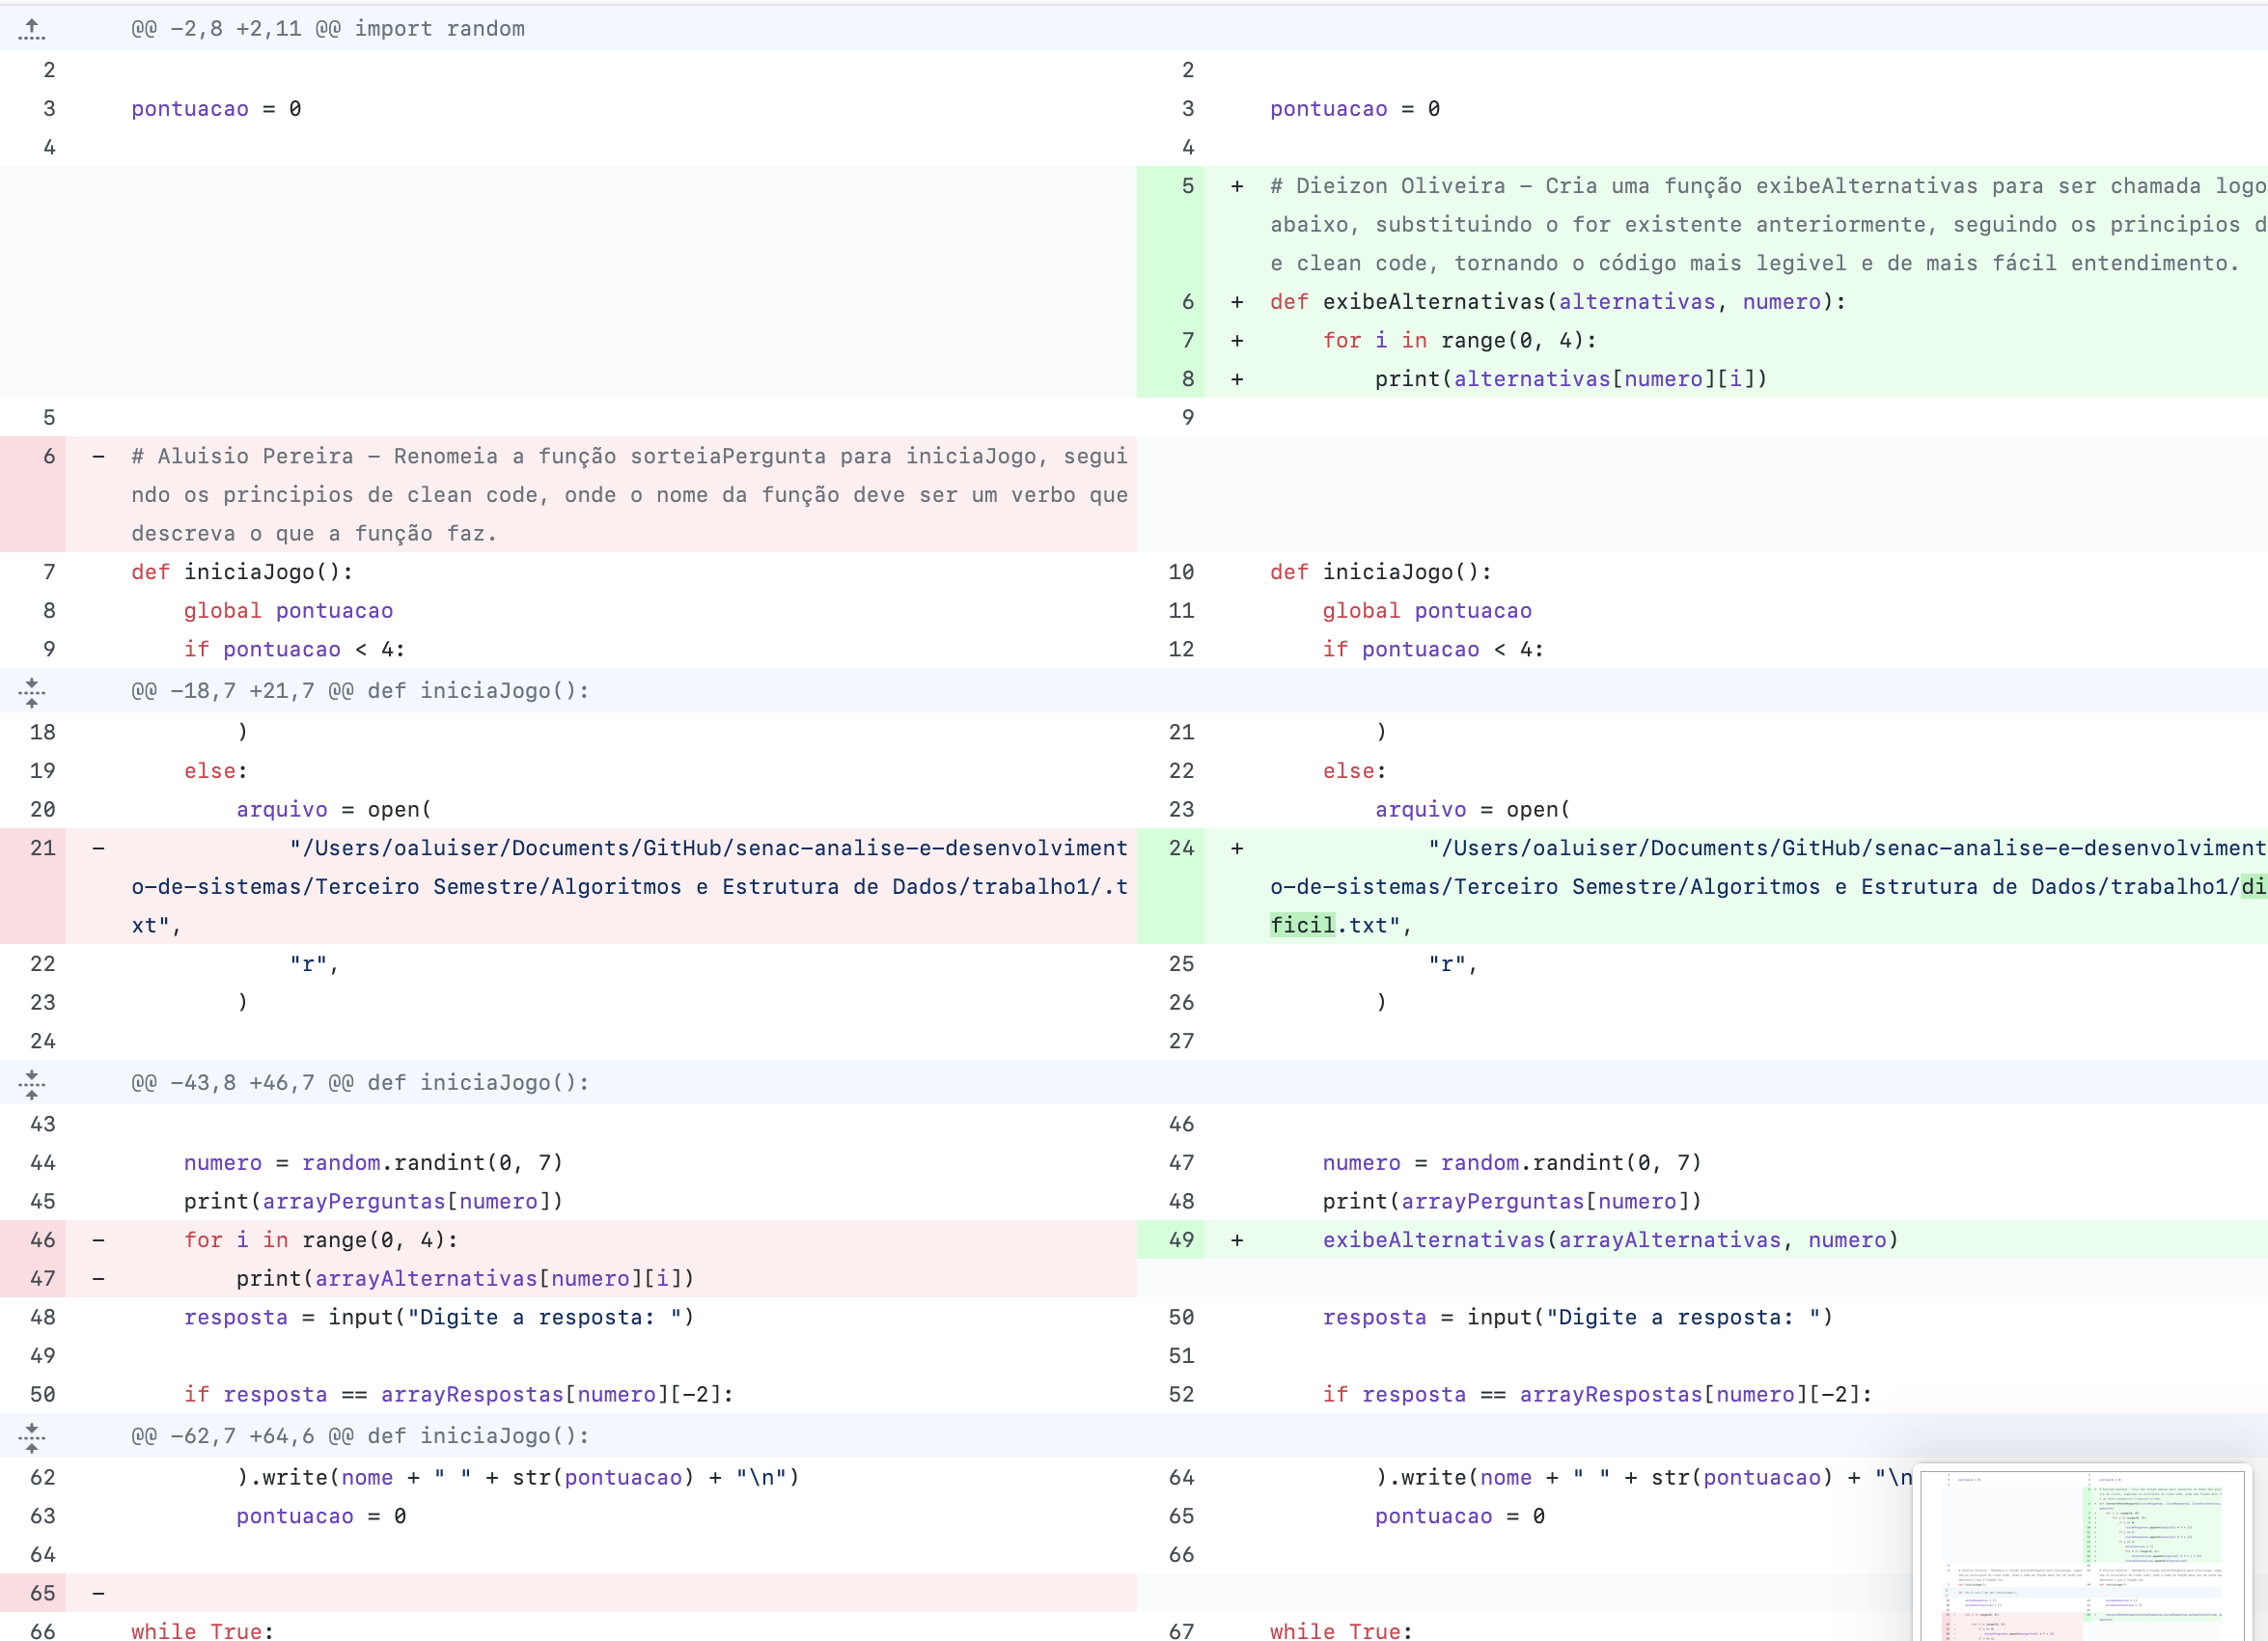 @@ -2,8 +2,11 @@ import random
2 2
3 pontuacao = 0 3 pontuacao = 0
4 4
5 + # Dieizon Oliveira - Cria uma função exibeAlternativas para ser chamada logo
abaixo, substituindo o for existente anteriormente, seguindo os principios d
e clean code, tornando o código mais legivel e de mais fácil entendimento.
6 + def exibeAlternativas(alternativas, numero):
7 + for i in range(0, 4):
8 + print(alternativas[numero][i])
5 9
6 - # Aluisio Pereira - Renomeia a função sorteiaPergunta para iniciaJogo, segui
ndo os principios de clean code, onde o nome da função deve ser um verbo que
descreva o que a função faz.
7 def iniciaJogo(): 10 def iniciaJogo():
8 global pontuacao 11 global pontuacao
9 if pontuacao < 4: 12 if pontuacao < 4:
@@ -18,7 +21,7 @@ def iniciaJogo():
18 ) 21 )
19 else: 22 else:
20 arquivo = open( 23 arquivo = open(
21 - "/Users/oaluiser/Documents/GitHub/senac-analise-e-desenvolviment 24 + "/Users/oaluiser/Documents/GitHub/senac-analise-e-desenvolviment
o-de-sistemas/Terceiro Semestre/Algoritmos e Estrutura de Dados/trabalho1/.t o-de-sistemas/Terceiro Semestre/Algoritmos e Estrutura de Dados/trabalho1/di
xt", ficil.txt",
22 "r", 25 "r",
23 ) 26 )
24 27
@@ -43,8 +46,7 @@ def iniciaJogo():
43 46
44 numero = random.randint(0, 7) 47 numero = random.randint(0, 7)
45 print(arrayPerguntas[numero]) 48 print(arrayPerguntas[numero])
46 - for i in range(0, 4): 49 + exibeAlternativas(arrayAlternativas, numero)
47 - print(arrayAlternativas[numero][i])
48 resposta = input("Digite a resposta: ") 50 resposta = input("Digite a resposta: ")
49 51
50 if resposta == arrayRespostas[numero][-2]: 52 if resposta == arrayRespostas[numero][-2]:
@@ -62,7 +64,6 @@ def iniciaJogo():
62 ).write(nome + " " + str(pontuacao) + "\n") 64 ).write(nome + " " + str(pontuacao) + "\n
63 pontuacao = 0 65 pontuacao = 0
64 66
65 -
66 while True: 67 while True: